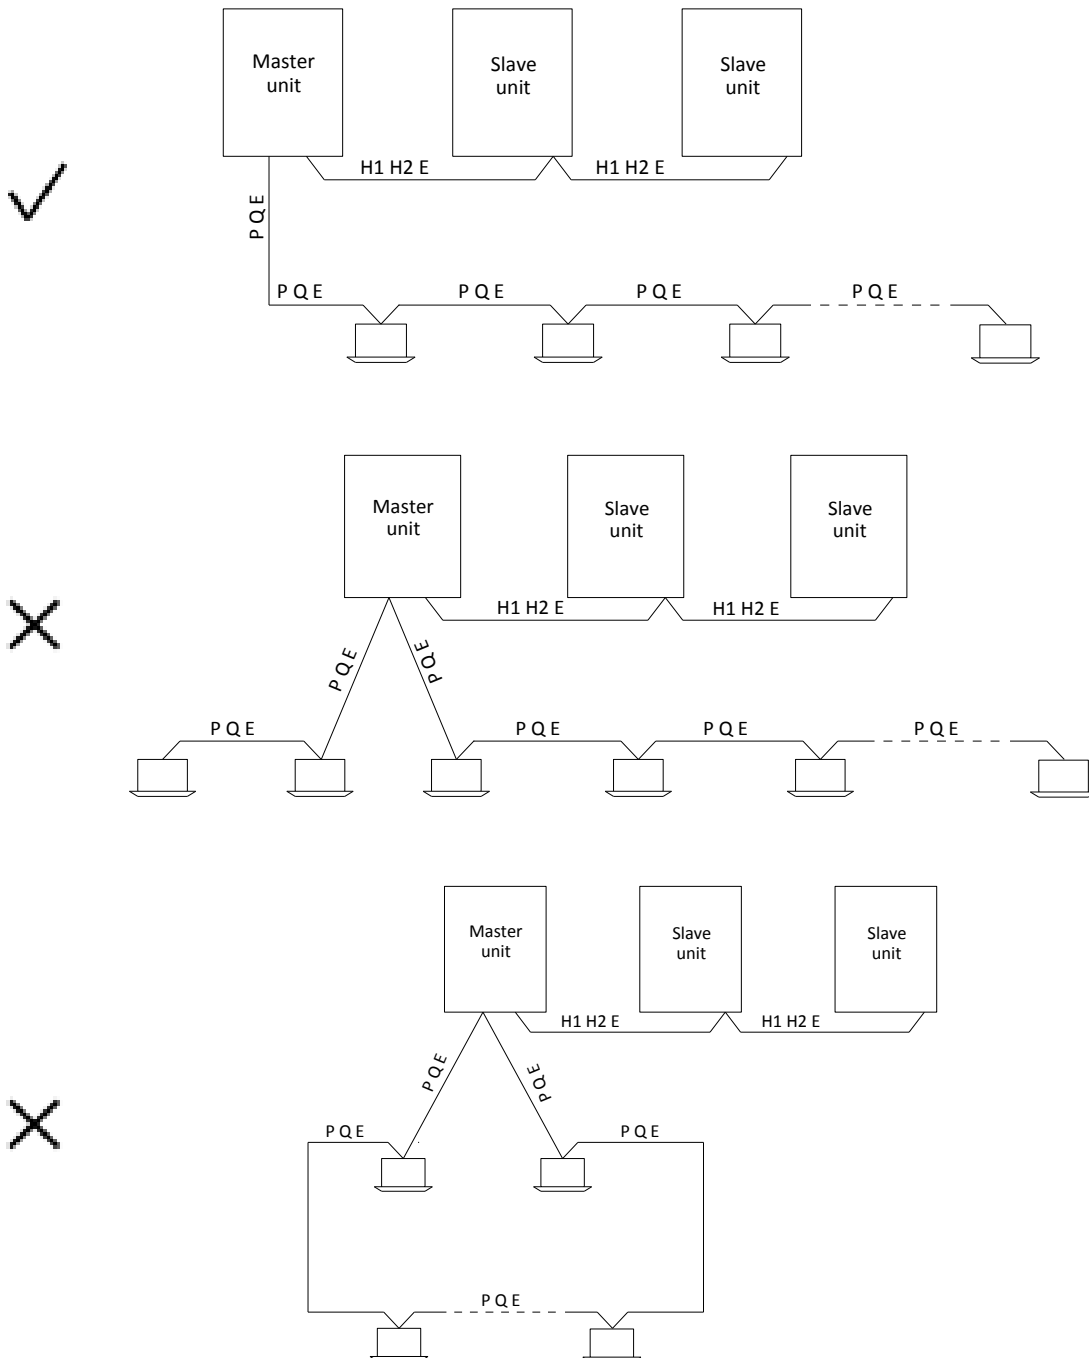 Master
unit
Slave
unit
Slave
unit
H1 H2 E
H1 H2 E
P Q E
P Q E
P Q E
P Q E
P Q E
Master
unit
Slave
unit
Slave
unit
H1 H2 E
H1 H2 E
P Q E
P Q E
P Q E
P Q E
P Q E
P Q E
Master
unit
Slave
unit
Slave
unit
H1 H2 E
H1 H2 E
P Q E
P Q E
P Q E
P Q E
P Q E